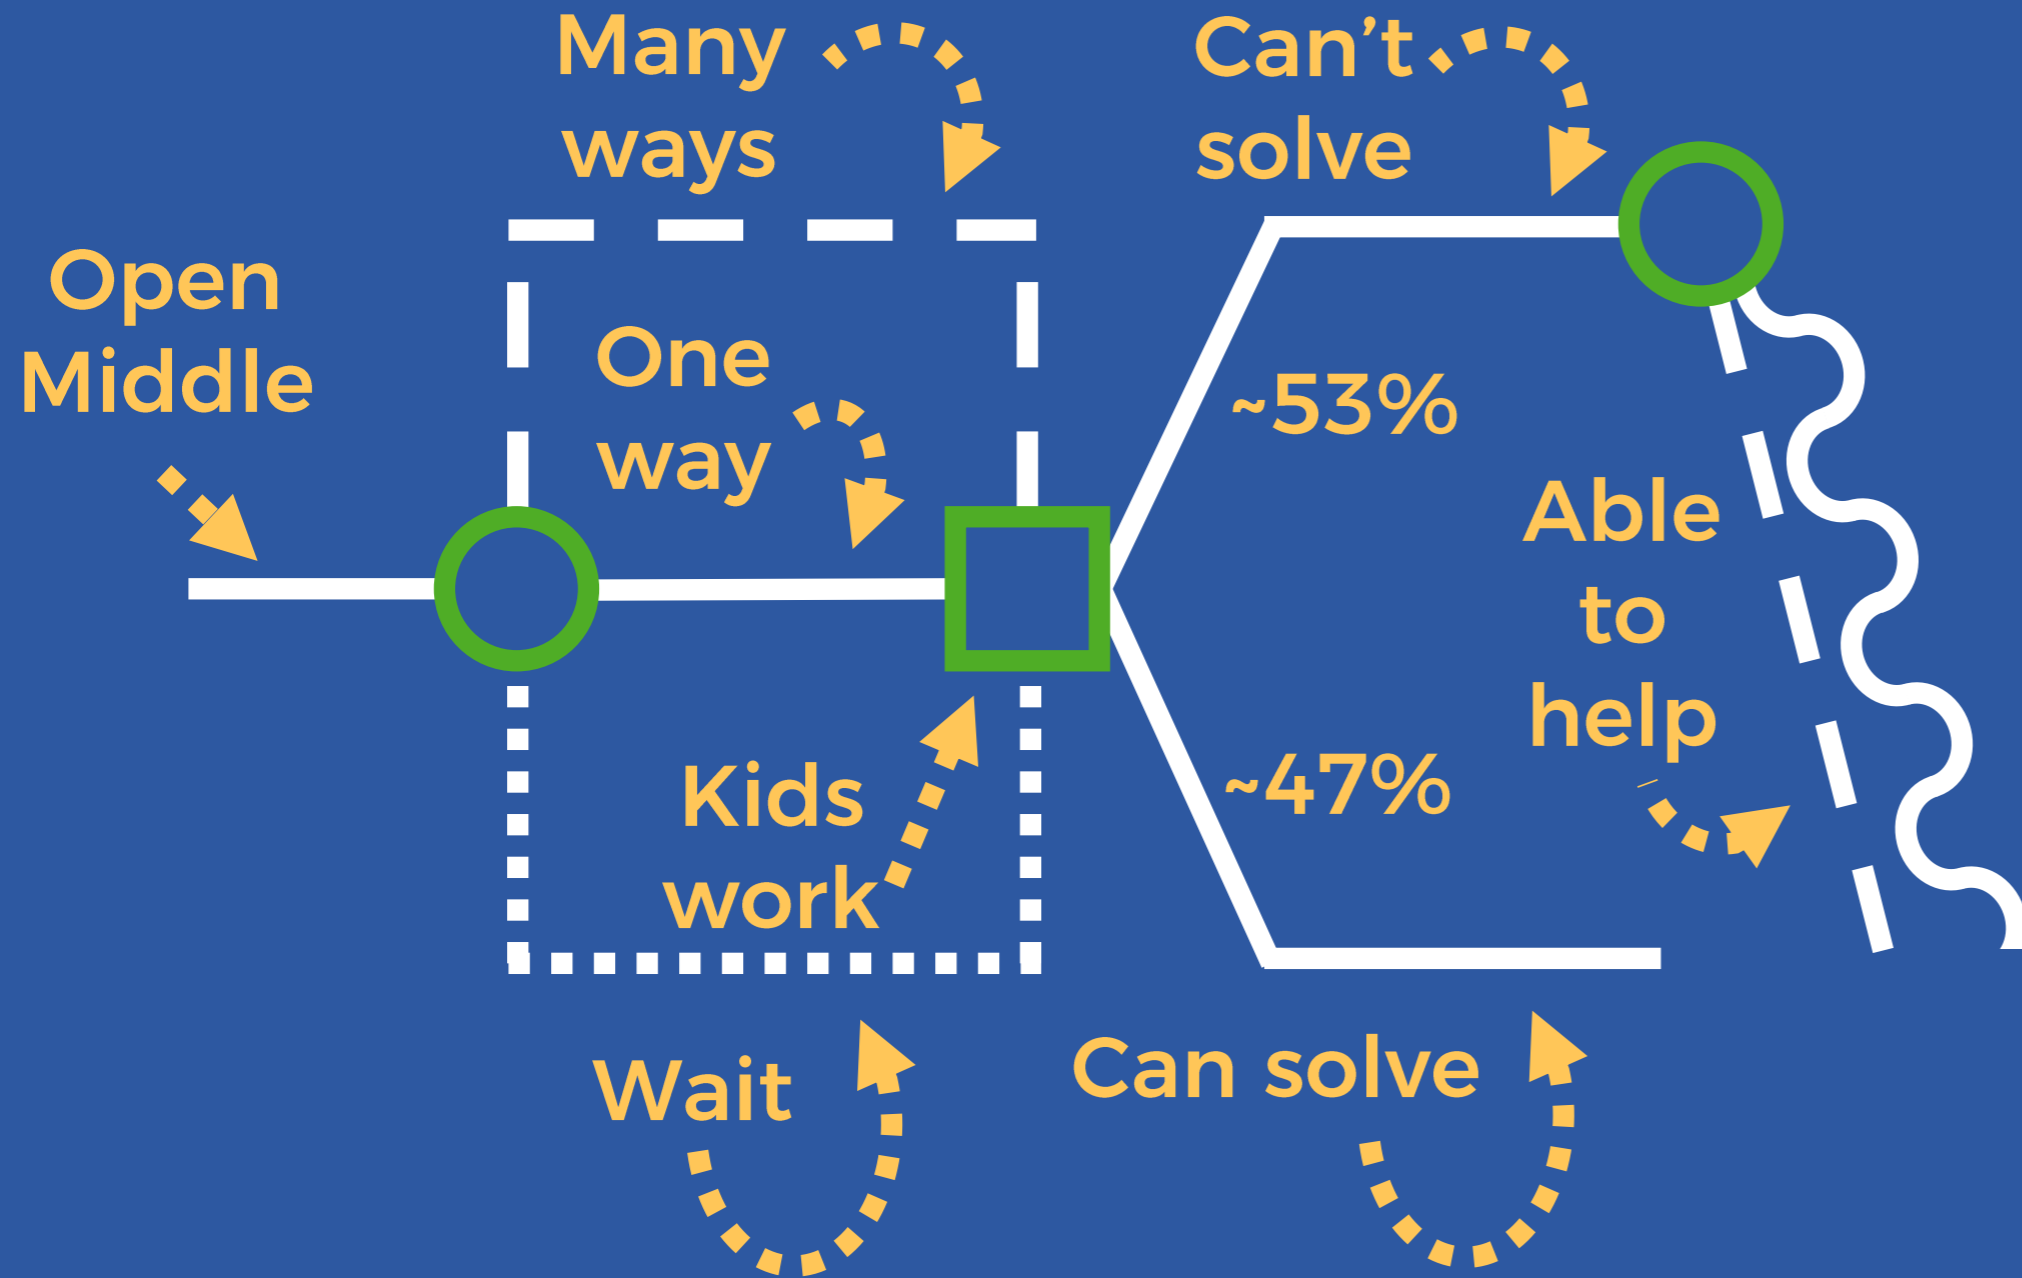 Open
Middle
Many
ways
One
way
Kids
work
Wait
Can’t
solve
~53%
~47%
Can solve
Able
to
help